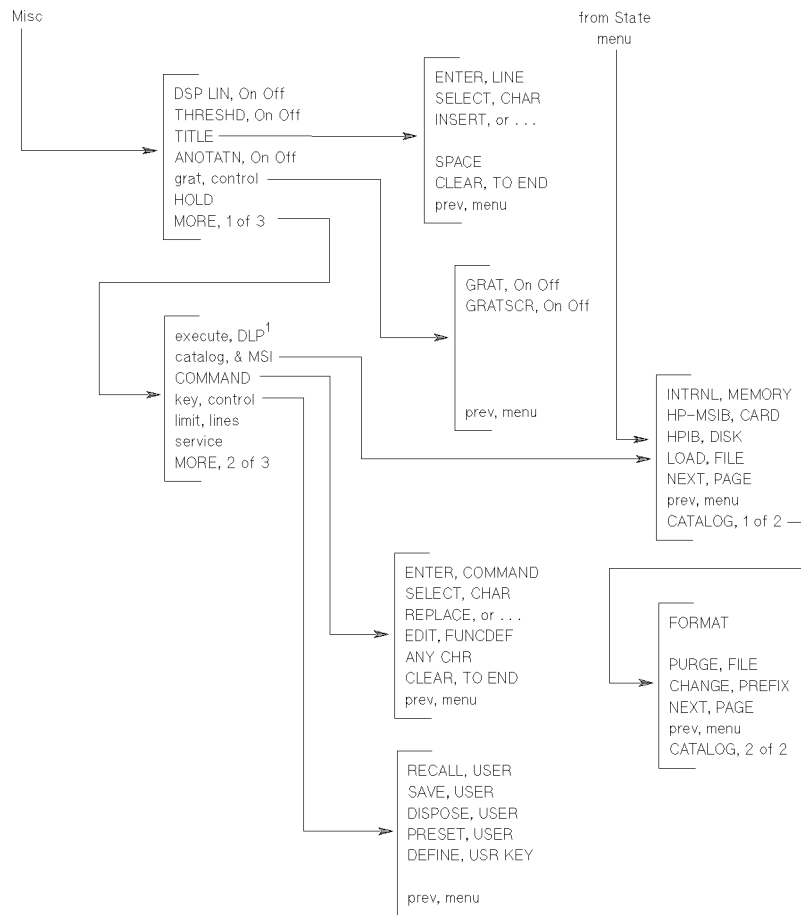 Misc
from State
menu
DSP LIN, On Off
THRESHD, On Off
TITLE
ANOTATN, On Off
grat, control
HOLD
MORE, 1 of 3
ENTER, LINE
SELECT, CHAR
INSERT, or . . .
SPACE
CLEAR, TO END
prev, menu
GRAT, On Off
GRATSCR, On Off
prev, menu
execute, DLP1
catalog, & MSI
COMMAND
key, control
limit, lines
service
MORE, 2 of 3
INTRNL, MEMORY
HP-MSIB, CARD
HPIB, DISK
LOAD, FILE
NEXT, PAGE
prev, menu
CATALOG, 1 of 2
ENTER, COMMAND
SELECT, CHAR
REPLACE, or . . .
EDIT, FUNCDEF
ANY CHR
CLEAR, TO END
prev, menu
FORMAT
PURGE, FILE
CHANGE, PREFIX
NEXT, PAGE
prev, menu
CATALOG, 2 of 2
RECALL, USER
SAVE, USER
DISPOSE, USER
PRESET, USER
DEFINE, USR KEY
prev, menu